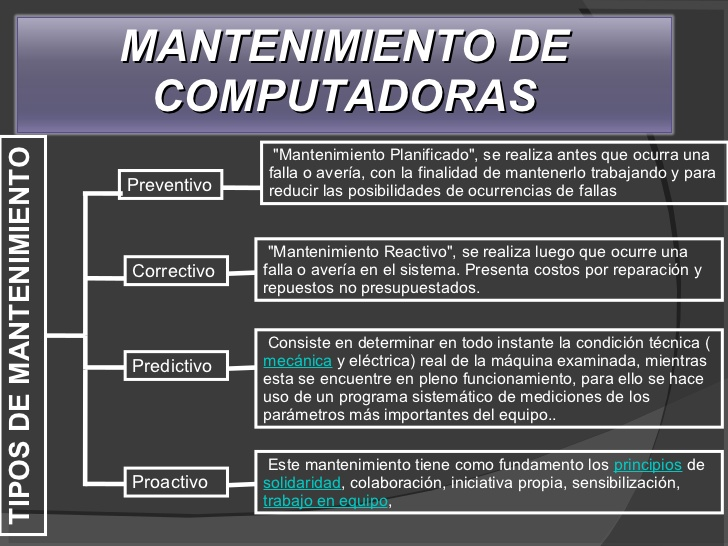 MANTENIMIENTO DE
COMPUTADORAS
TIPOS DE MANTENIMIENTO
Preventivo
"Mantenimiento Planificado", se realiza antes que ocurra una
falla o avería, con la finalidad de mantenerlo trabajando y para
reducir las posibilidades de ocurrencias de fallas
Correctivo
"Mantenimiento Reactivo", se realiza luego que ocurre una
falla o avería en el sistema. Presenta costos por reparación y
repuestos no presupuestados.
Predictivo
Consiste en determinar en todo instante la condición técnica (
mecánica y eléctrica) real de la máquina examinada, mientras
esta se encuentre en pleno funcionamiento, para ello se hace
uso de un programa sistemático de mediciones de los
parámetros más importantes del equipo..
Proactivo
Este mantenimiento tiene como fundamento los principios de
solidaridad, colaboración, iniciativa propia, sensibilización,
trabajo en equipo,